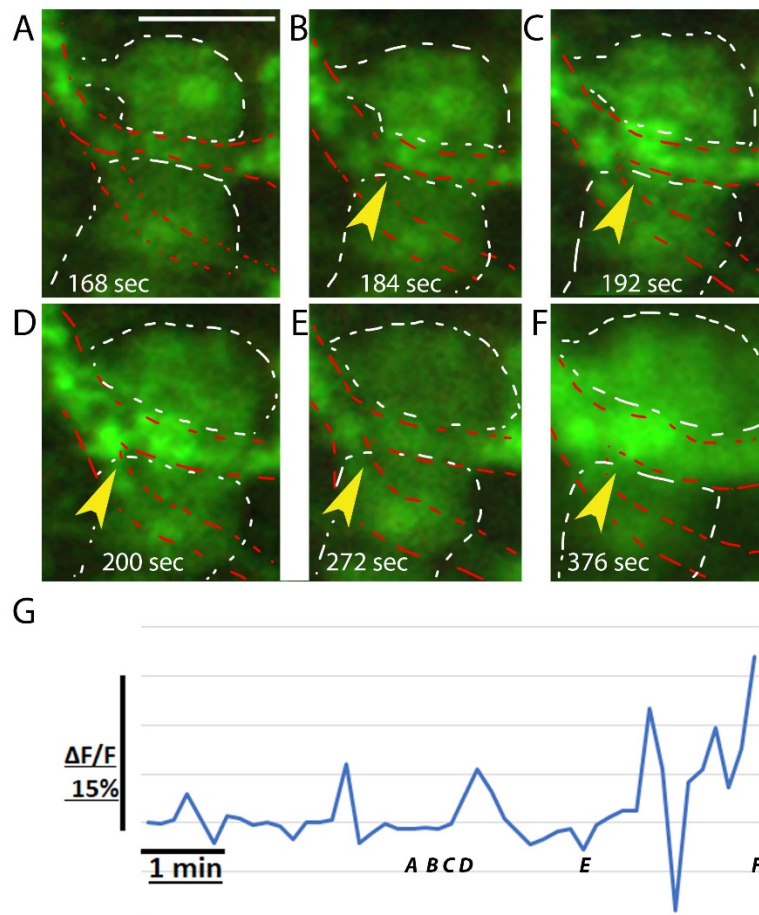 A B C
168 sec 184 sec 192 sec
D E F
200 sec 272 sec 376 sec
G
ΔF/F
15%
1 min
A B C D E F